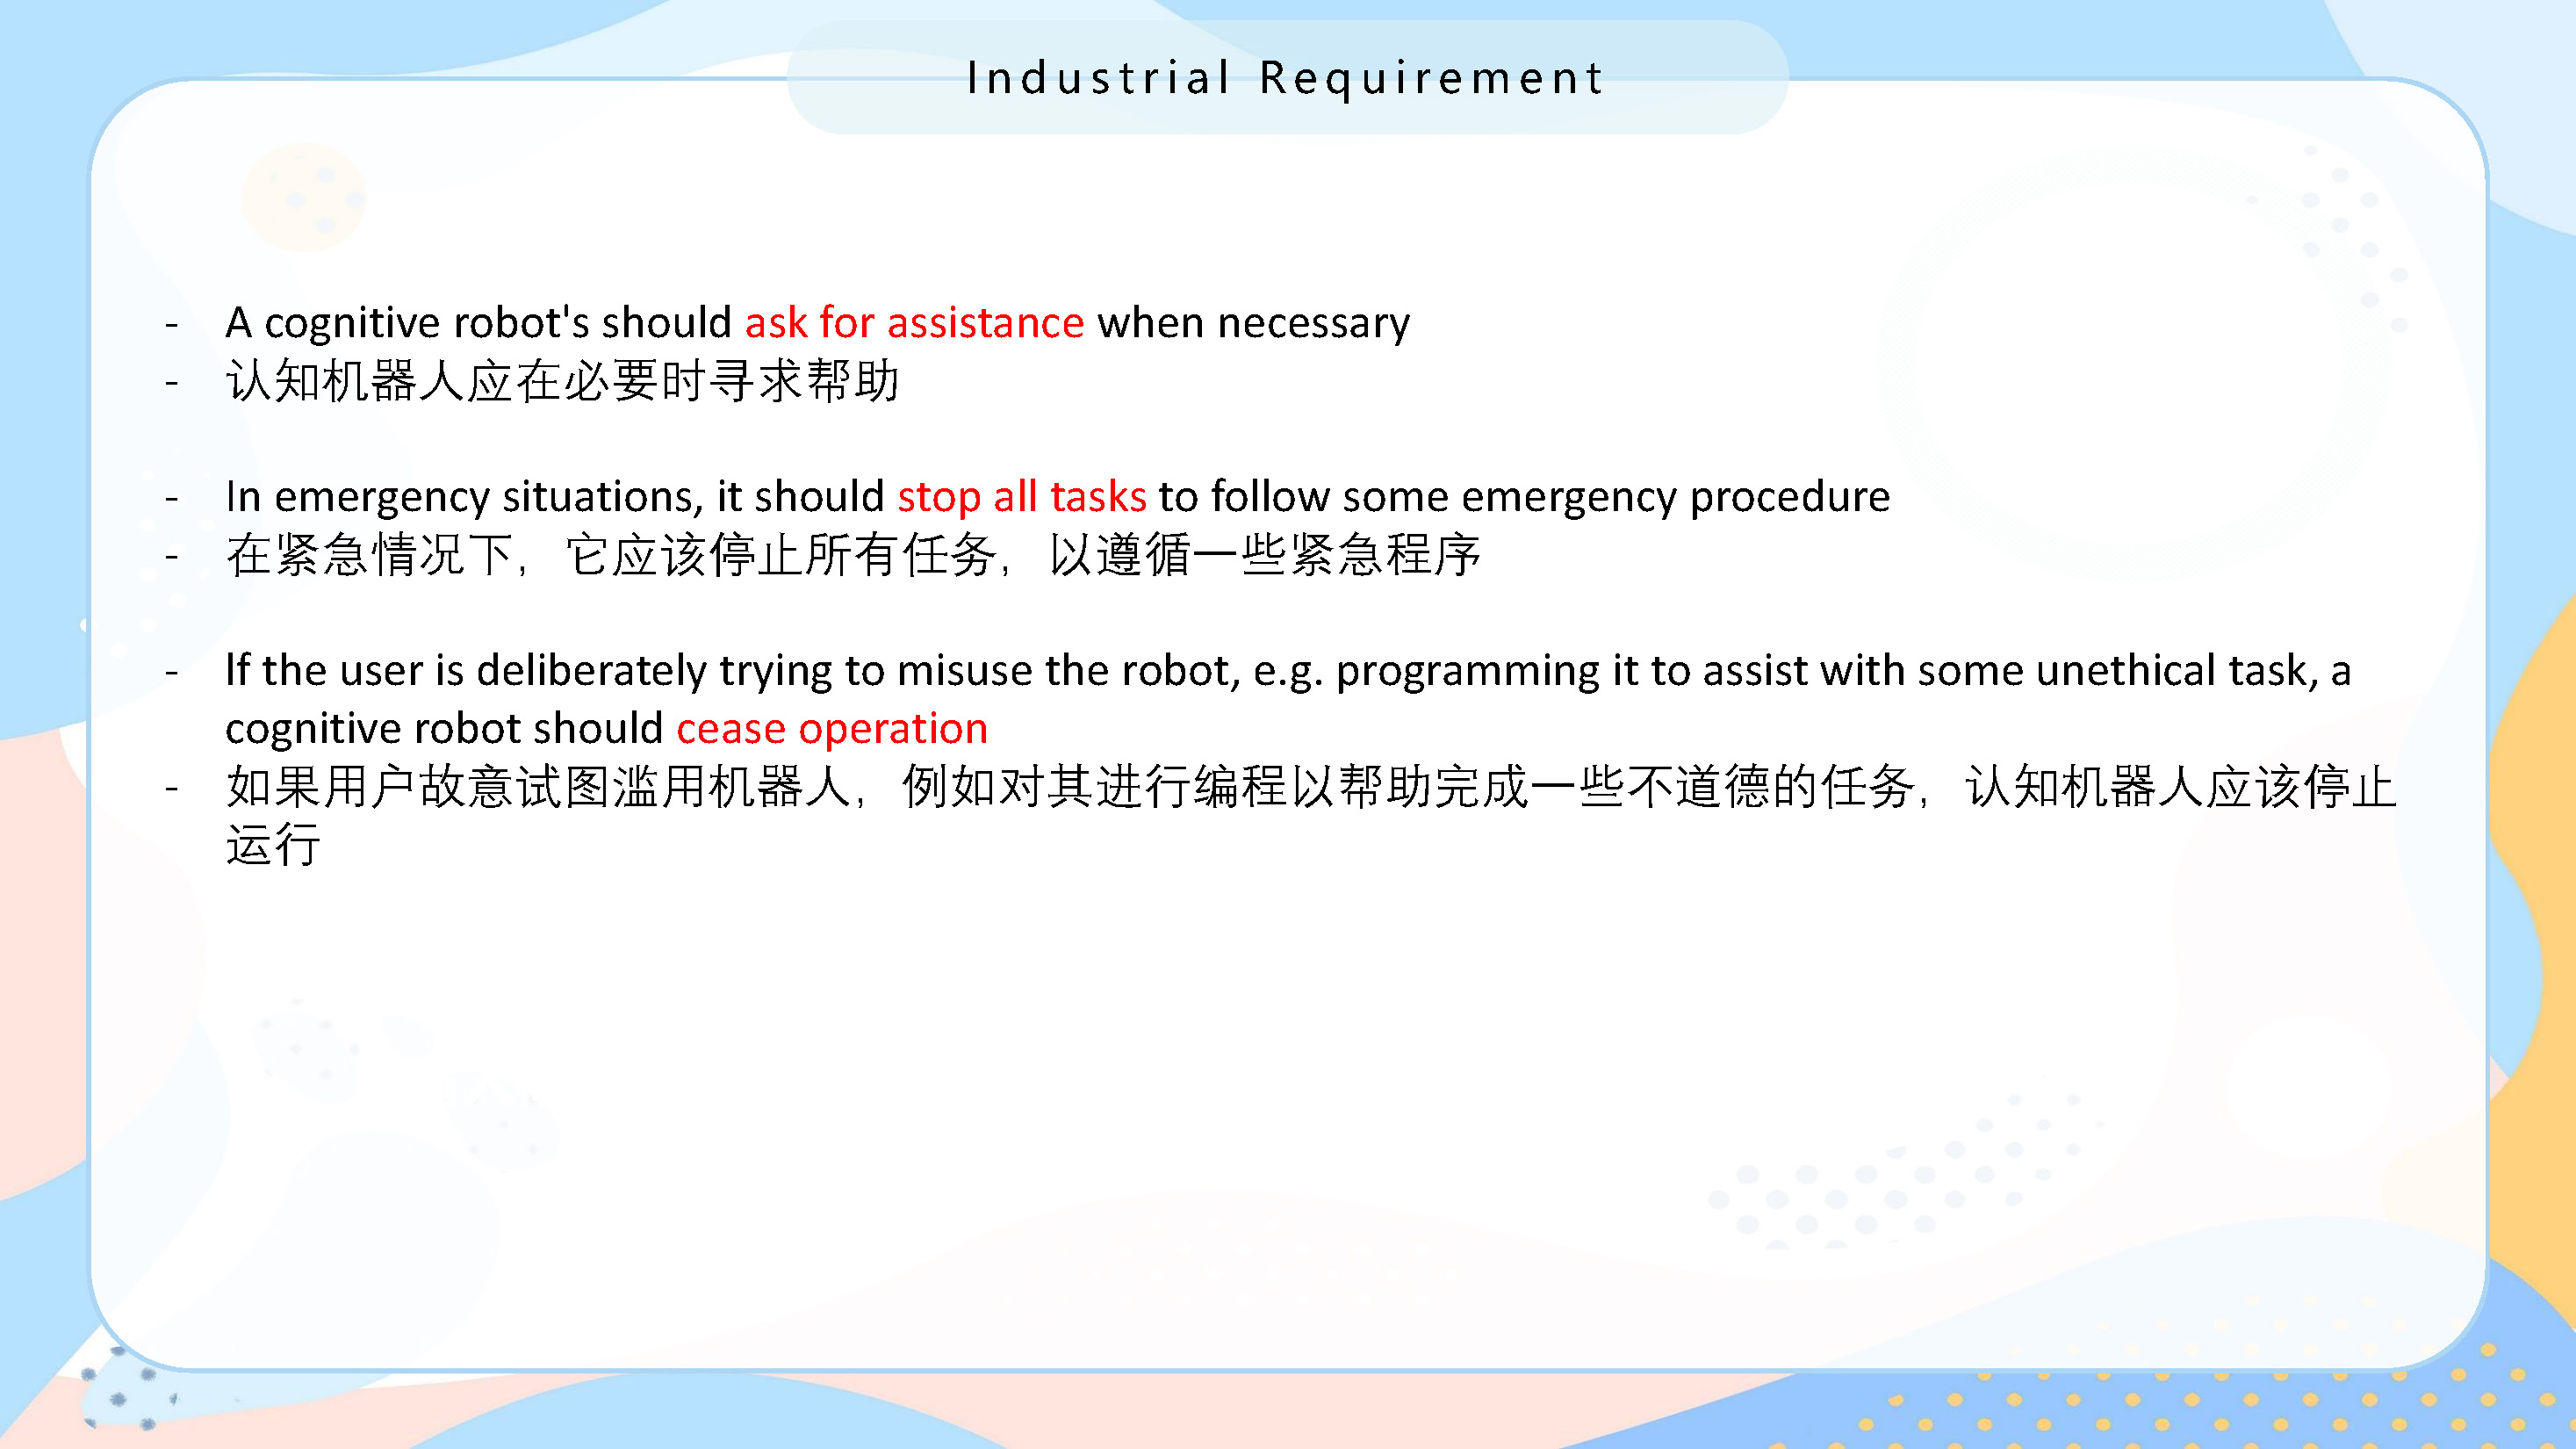 Industrial Requirement
- A cognitive robot's should ask for assistance when necessary
- 认知机器人应在必要时寻求帮助
- In emergency situations, it should stop all tasks to follow some emergency procedure
- 在紧急情况下，它应该停止所有任务，以遵循一些紧急程序
- If the user is deliberately trying to misuse the robot, e.g. programming it to assist with some unethical task, a
cognitive robot should cease operation
- 如果用户故意试图滥用机器人，例如对其进行编程以帮助完成一些不道德的任务，认知机器人应该停止
运行